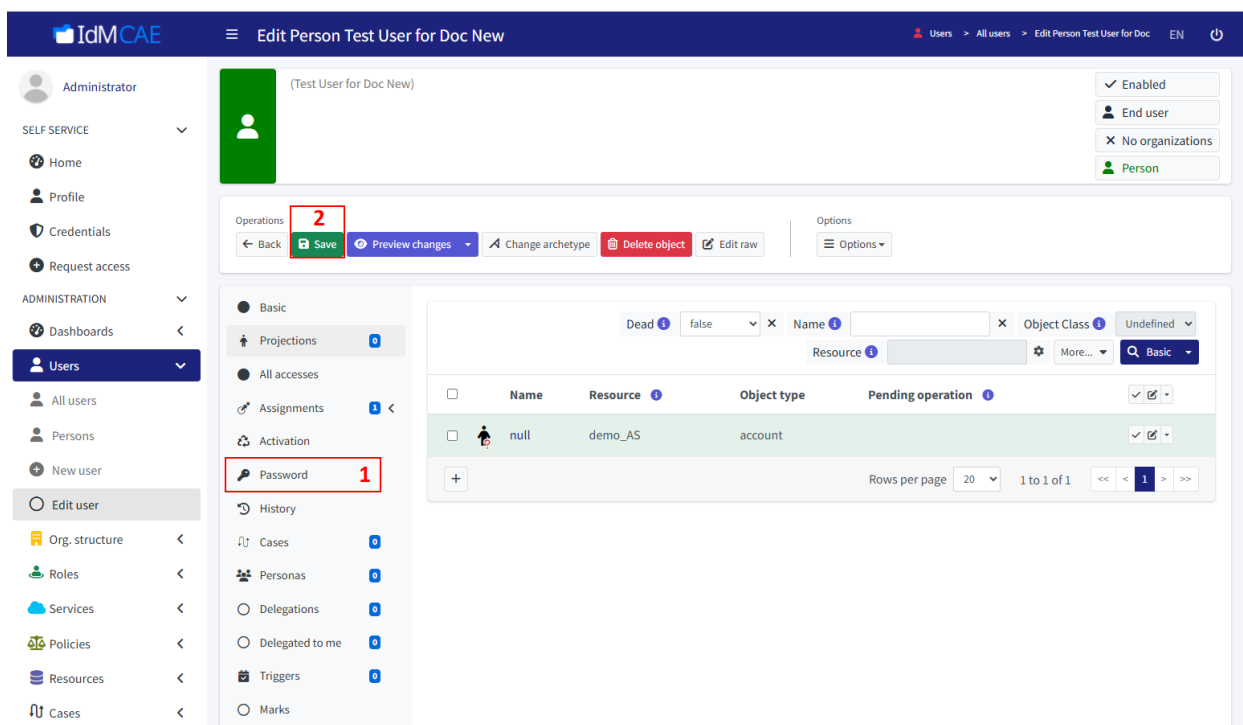 IdMCAE
Edit Person Test User for Doc New
Users > All users > Edit Person Test User for Doc
EN
Administrator
SELF SERVICE
Home
Profile
Credentials
Request access
ADMINISTRATION
Dashboards
Users
All users
Persons
New user
Edit user
Org. structure
Roles
Services
Policies
Resources
Cases
(Test User for Doc New)
Enabled
End user
No organizations
Person
Operations
2
Back
Save
Preview changes
Change archetype
Delete object
Edit raw
Options
Options
Basic
Projections 0
All accesses
Assignments 1
Activation
Password 1
History
Cases 0
Personas 0
Delegations 0
Delegated to me 0
Triggers 0
Marks
Dead false Name Object Class Undefined
Resource More... Basic
Name Resource Object type Pending operation
null demo_AS account
+ Rows per page 20 1 to 1 of 1 << < 1 > >>